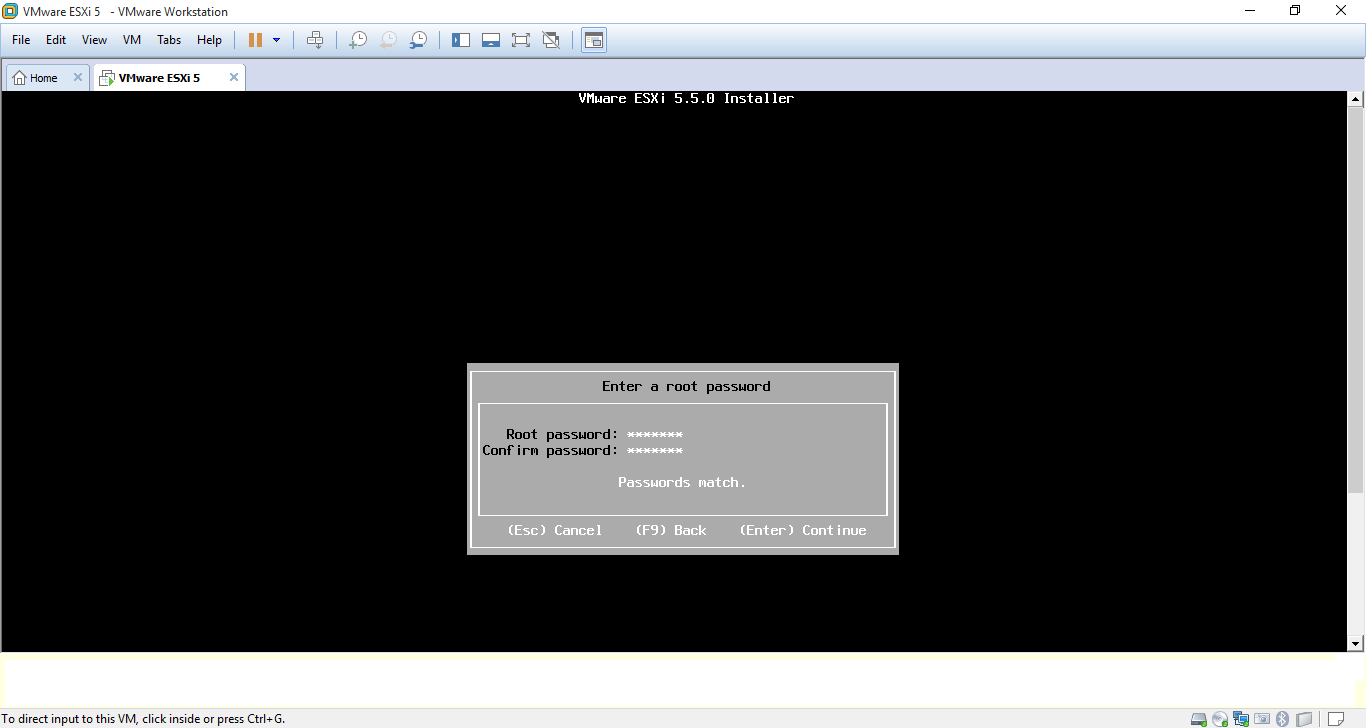 VMware ESXi 5 - VMware Workstation
File Edit View VM Tabs Help
Home VMware ESXi 5
VMware ESXi 5.5.0 Installer
Enter a root password
Root password: *******
Confirm password: *******
Passwords match.
(Esc) Cancel (F9) Back (Enter) Continue
To direct input to this VM, click inside or press Ctrl+G.